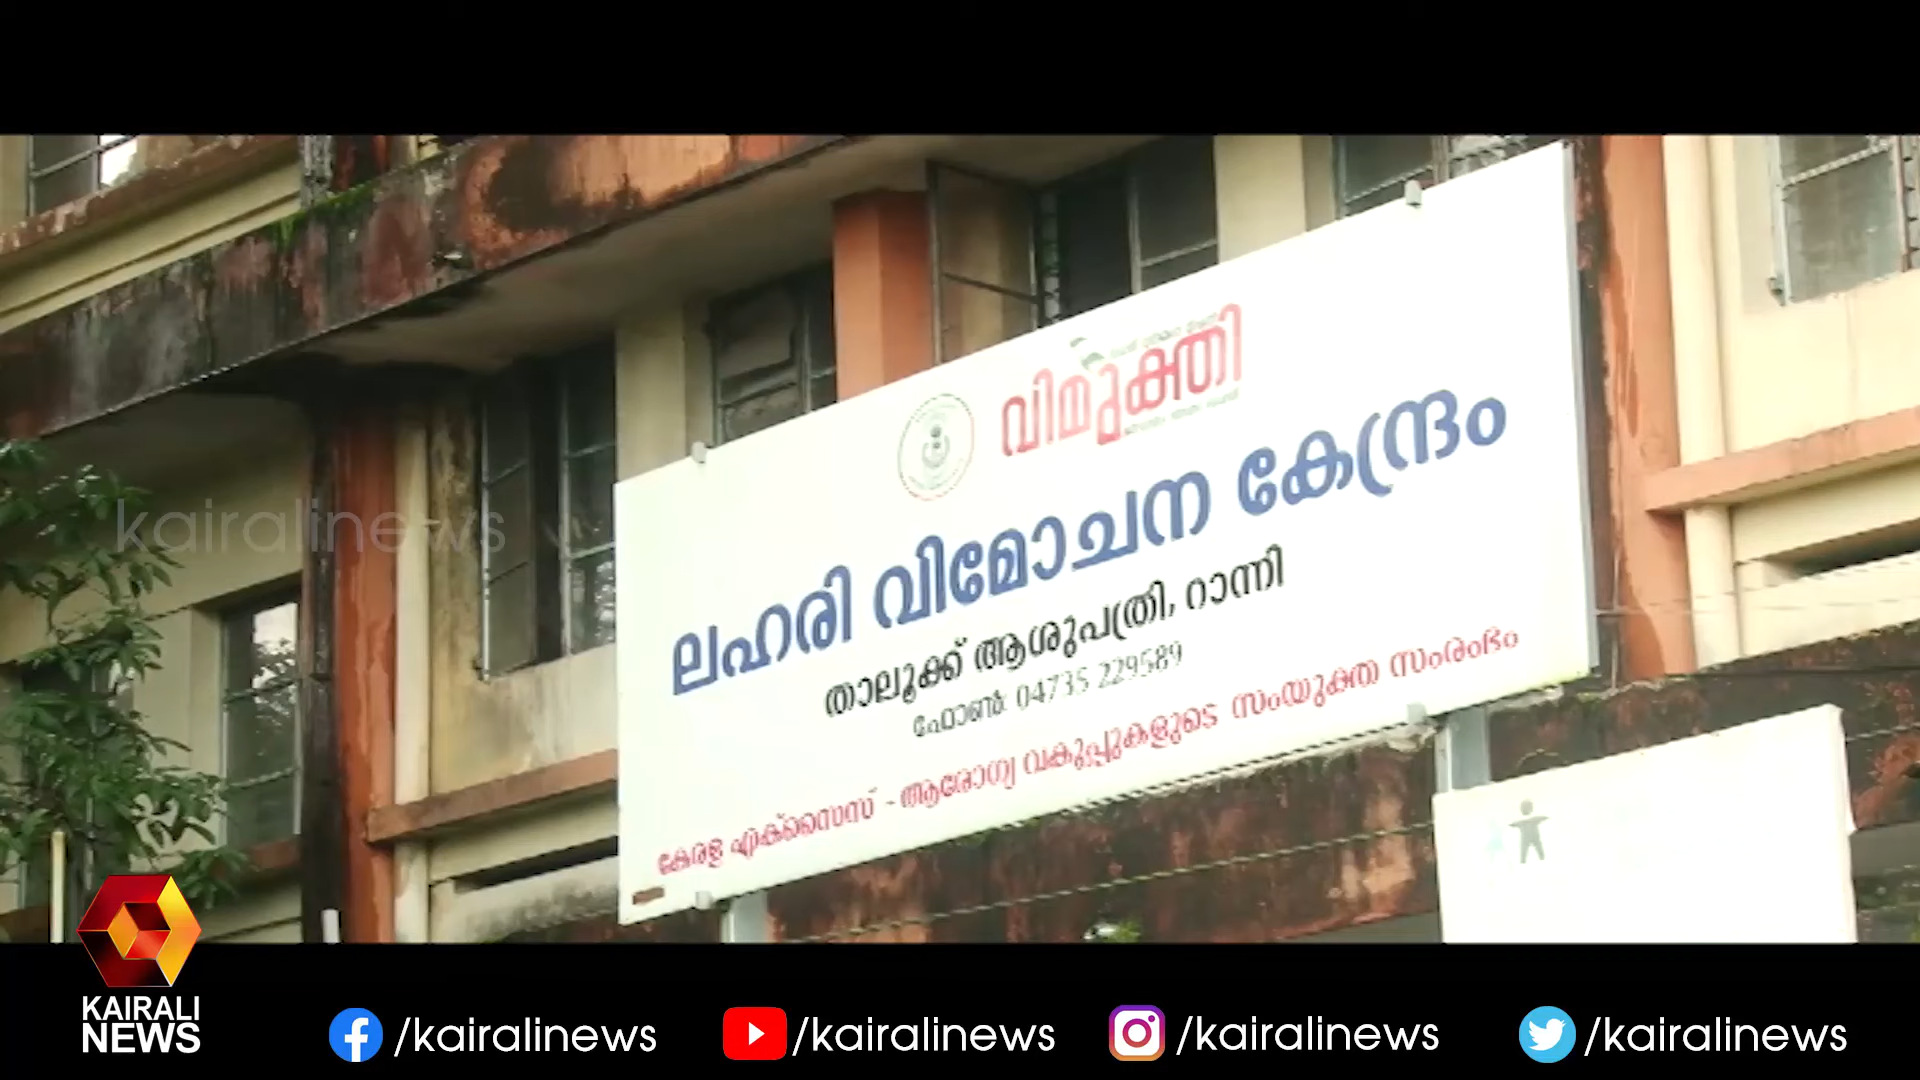 വിമുക്തി
ലഹരി വിമോചന കേന്ദ്രം
താലൂക്ക് ആശുപത്രി, റാന്നി
ഫോൺ: 04735 229589
കേരള എക്സൈസ് - ആരോഗ്യ വകുപ്പുകളുടെ സംയുക്ത സംരംഭം
kairalinews
KAIRALI
NEWS
/kairalinews /kairalinews /kairalinews /kairalinews